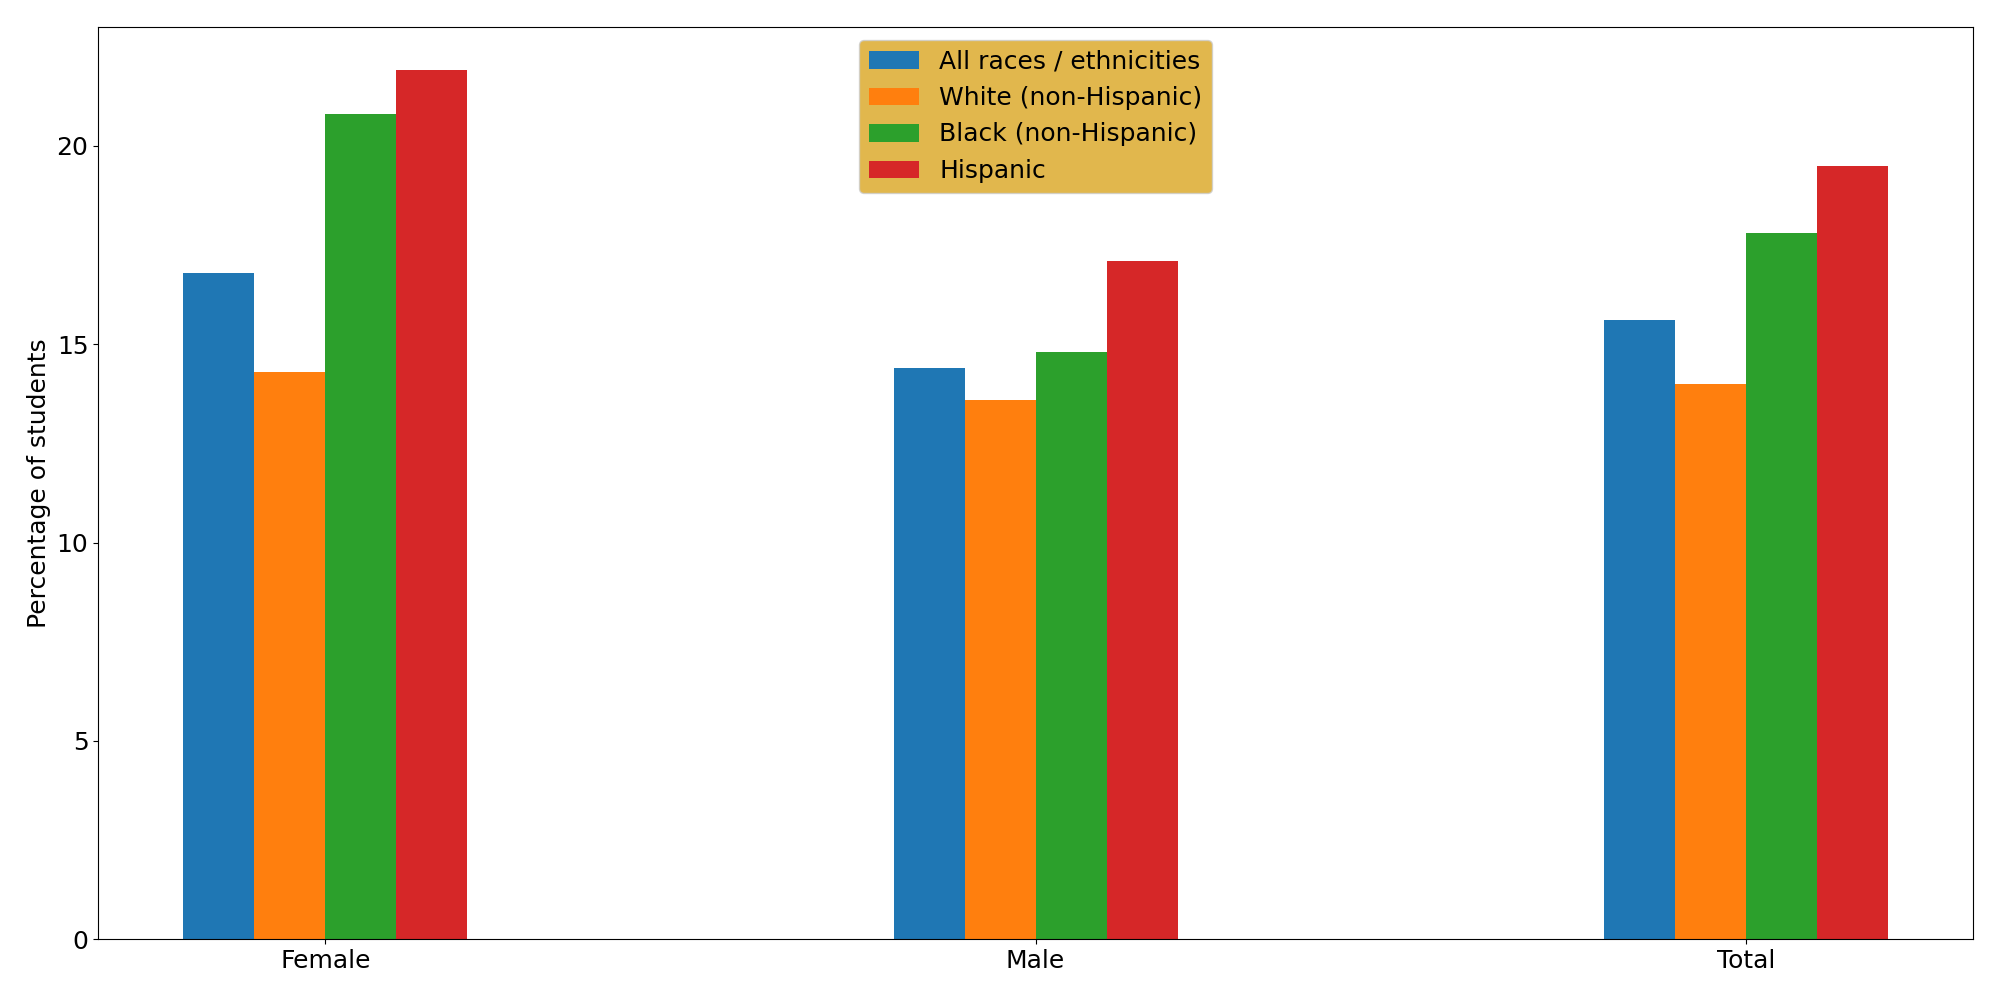 All races / ethnicities
White (non-Hispanic)
Black (non-Hispanic)
Hispanic
Percentage of students
20
15
10
5
0
Female Male Total